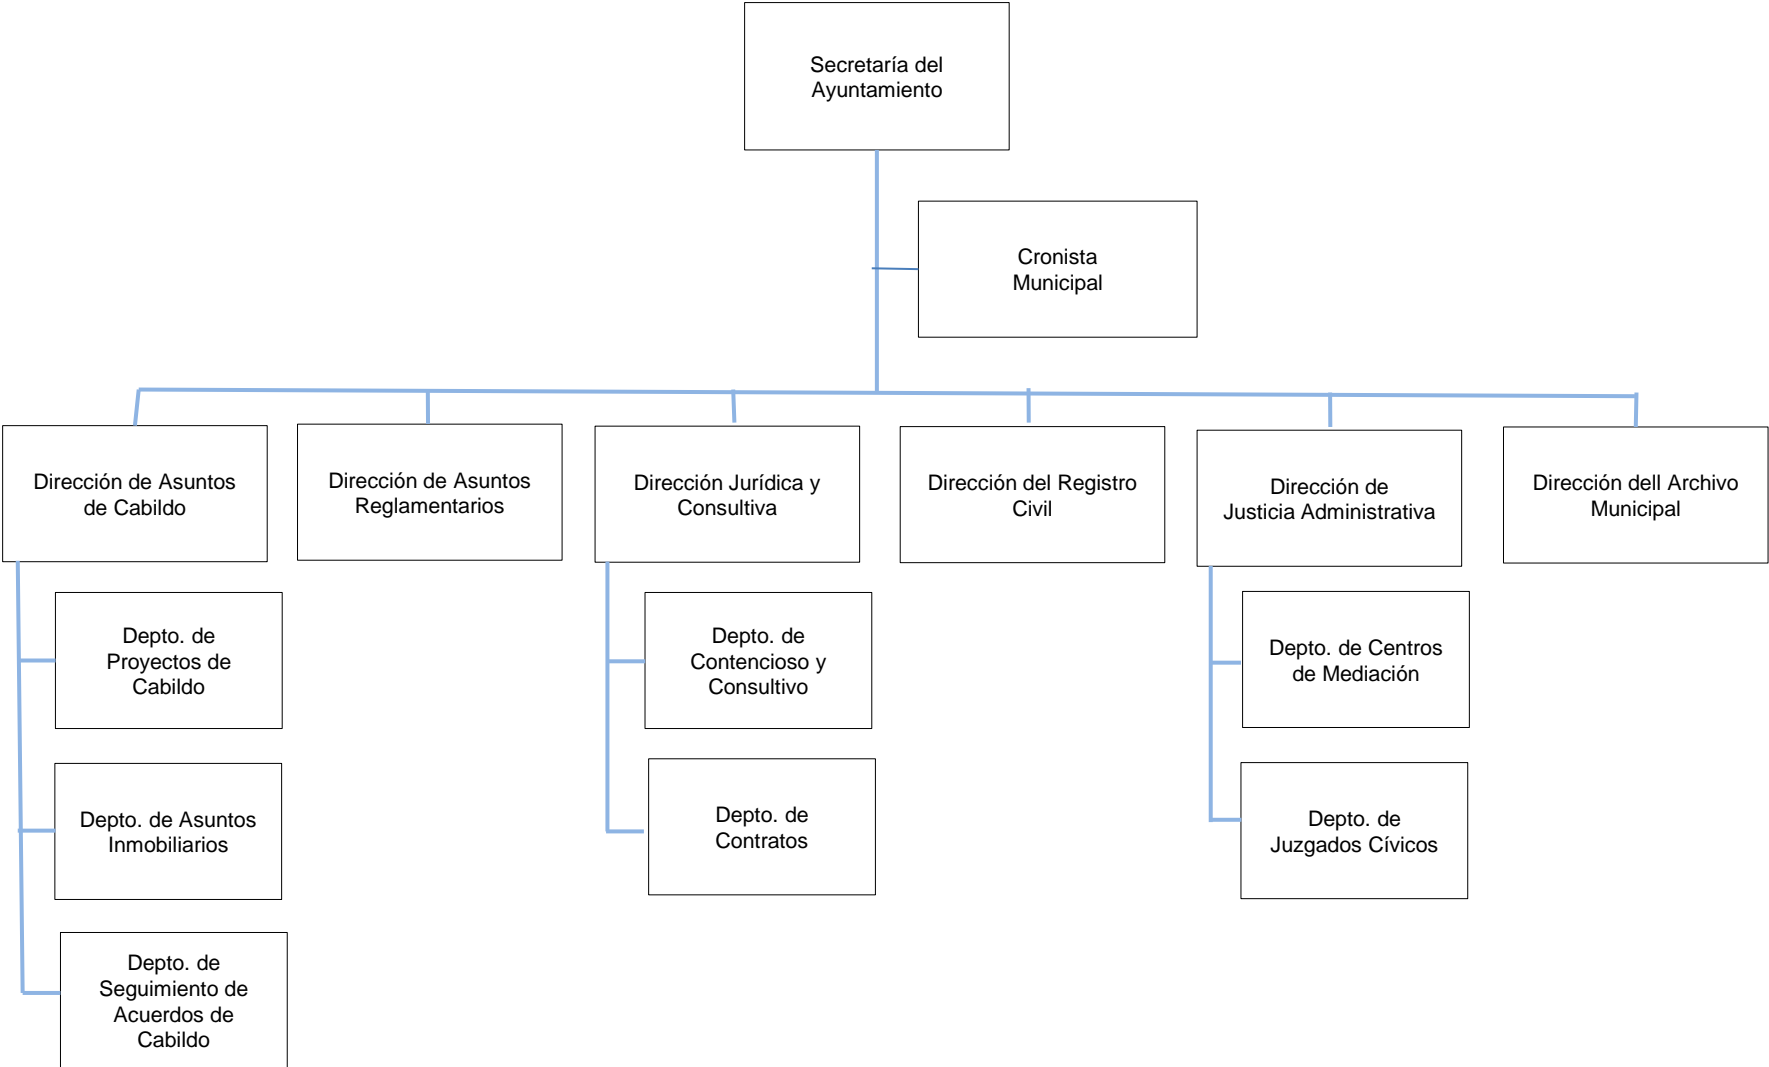 Secretaría del
Ayuntamiento
Cronista
Municipal
Dirección de Asuntos
de Cabildo
Dirección de Asuntos
Reglamentarios
Dirección Jurídica y
Consultiva
Dirección del Registro
Civil
Dirección de
Justicia Administrativa
Dirección dell Archivo
Municipal
Depto. de
Proyectos de
Cabildo
Depto. de
Contencioso y
Consultivo
Depto. de Centros
de Mediación
Depto. de Asuntos
Inmobiliarios
Depto. de
Contratos
Depto. de
Juzgados Cívicos
Depto. de
Seguimiento de
Acuerdos de
Cabildo